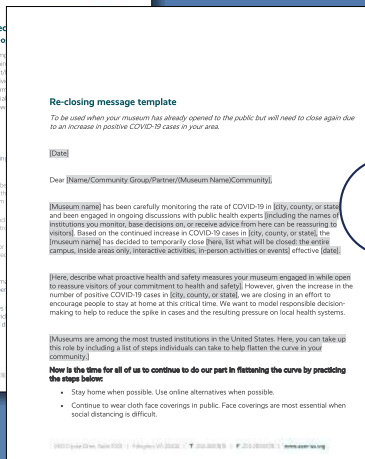 Re-closing message template
To be used when your museum has already opened to the public but will need to close again due
to an increase in positive COVID-19 cases in your area.
[Date]
Dear [Name/Community Group/Partner/(Museum Name)Community],
[Museum name] has been carefully monitoring the rate of COVID-19 in [city, county, or state]
and been engaged in ongoing discussions with public health experts [including the names of
institutions you monitor, base decisions on, or receive advice from here can be reassuring to
visitors]. Based on the continued increase in COVID-19 cases in [city, county, or state], the
[museum name] has decided to temporarily close [here, list what will be closed: the entire
campus, inside areas only, interactive activities, in-person activities or events] effective [date].
[Here, describe what proactive health and safety measures your museum engaged in while open
to reassure visitors of your commitment to health and safety]. However, given the increase in the
number of positive COVID-19 cases in [city, county, or state], we are closing in an effort to
encourage people to stay at home at this critical time. We want to model responsible decision-
making to help to reduce the spike in cases and the resulting pressure on local health systems.
[Museums are among the most trusted institutions in the United States. Here, you can take up
this role by including a list of steps individuals can take to help flatten the curve in your
community.]
Now is the time for all of us to continue to do our part in flattening the curve by practicing
the steps below:
• Stay home when possible. Use online alternatives when possible.
• Continue to wear cloth face coverings in public. Face coverings are most essential when
social distancing is difficult.